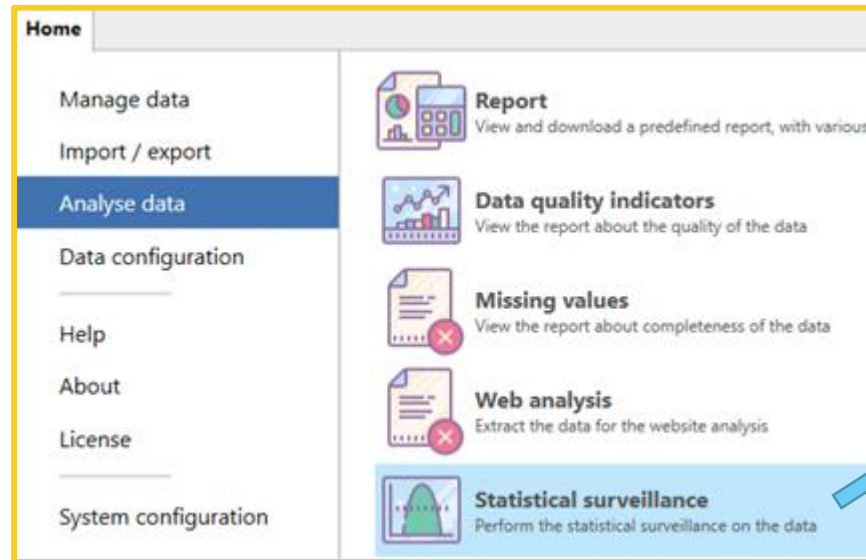 Home
Manage data
Import / export
Analyse data
Data configuration
Help
About
License
System configuration
Report
View and download a predefined report, with various
Data quality indicators
View the report about the quality of the data
Missing values
View the report about completeness of the data
Web analysis
Extract the data for the website analysis
Statistical surveillance
Perform the statistical surveillance on the data